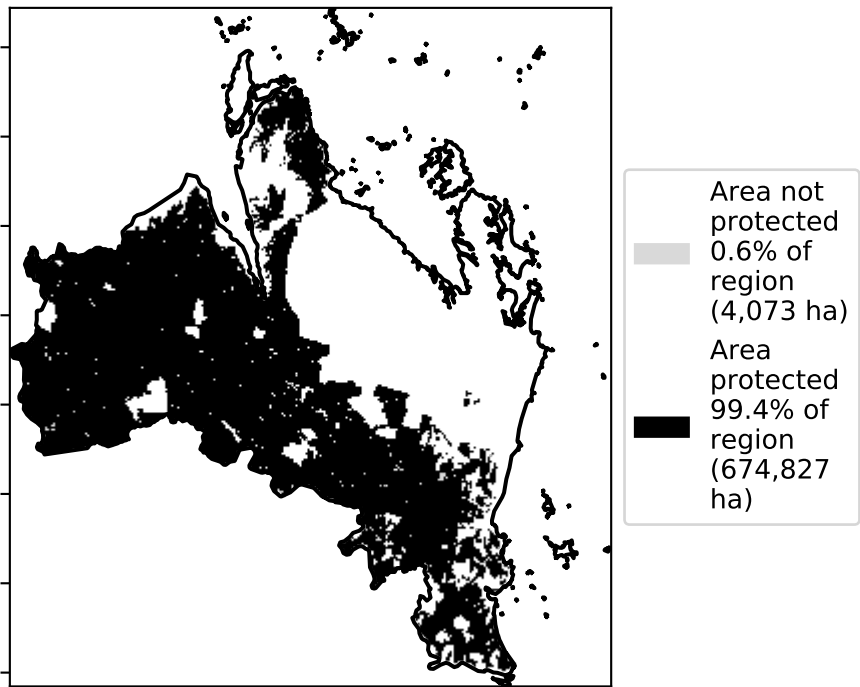 Area not
protected
0.6% of
region
(4,073 ha)
Area
protected
99.4% of
region
(674,827
ha)